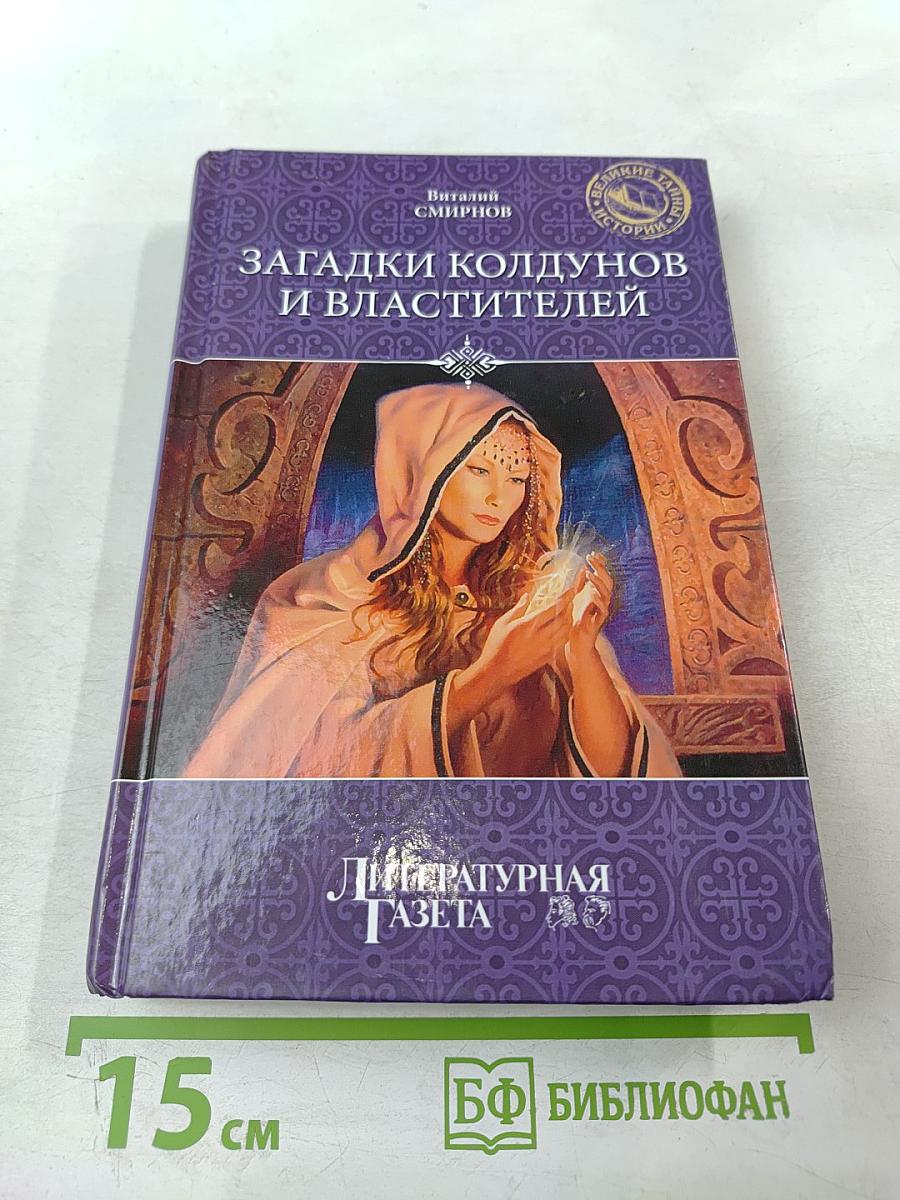 Виталий
СМИРНОВ
ВЕЛИКИЕ ТАЙНЫ
ИСТОРИИ
ЗАГАДКИ КОЛДУНОВ
И ВЛАСТИТЕЛЕЙ
ЛИТЕРАТУРНАЯ
ГАЗЕТА
15 см
БФ БИБЛИОФАН